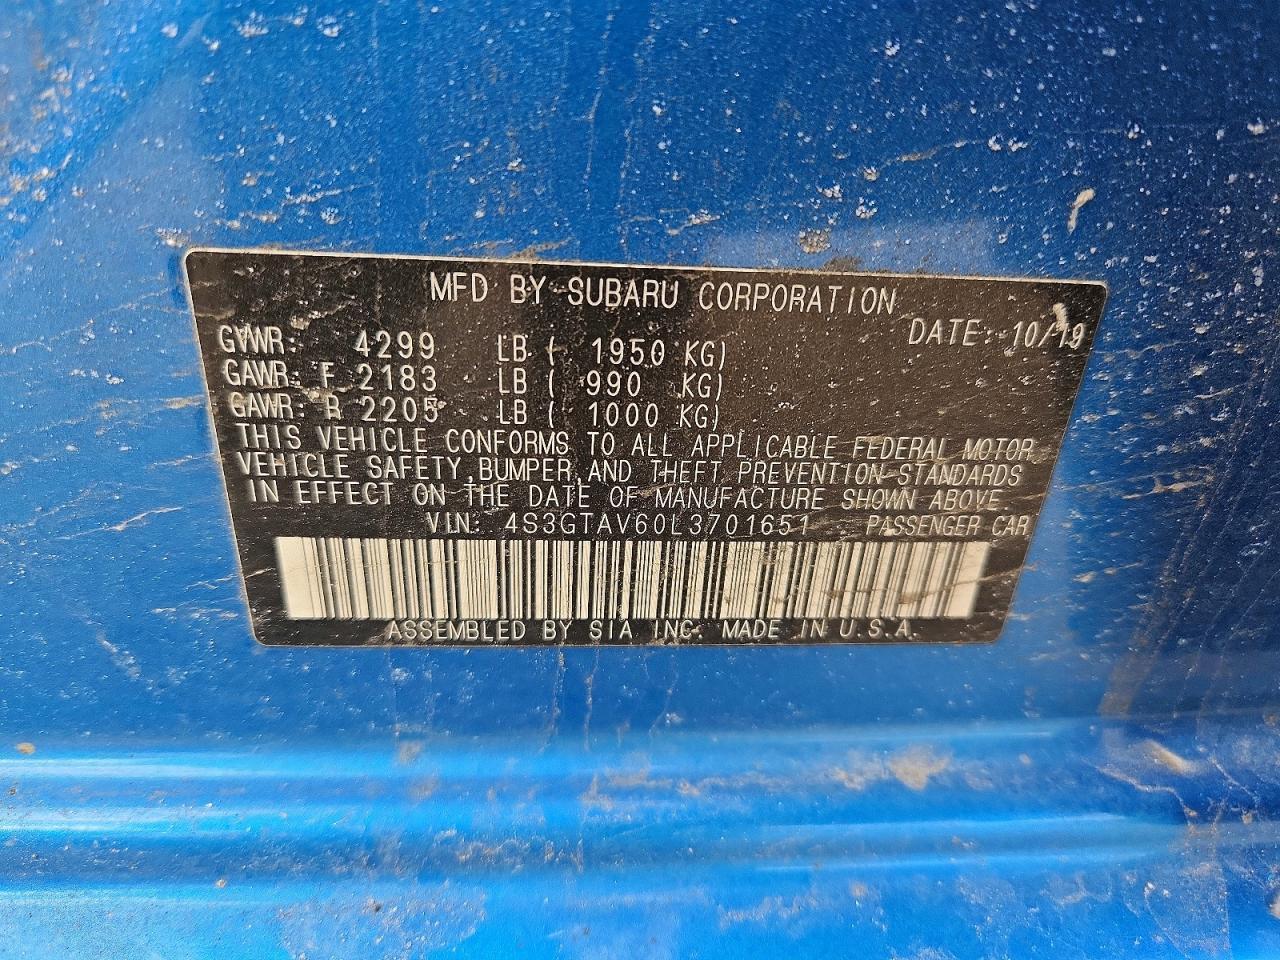 MFD BY SUBARU CORPORATION
DATE: 10/19
GVWR: 4299 LB ( 1950 KG)
GAWR: F 2183 LB ( 990 KG)
GAWR: R 2205 LB ( 1000 KG)
THIS VEHICLE CONFORMS TO ALL APPLICABLE FEDERAL MOTOR
VEHICLE SAFETY, BUMPER, AND THEFT PREVENTION STANDARDS
IN EFFECT ON THE DATE OF MANUFACTURE SHOWN ABOVE.
VIN: 4S3GTAV60L3701651 PASSENGER CAR
ASSEMBLED BY SIA INC. MADE IN U.S.A.